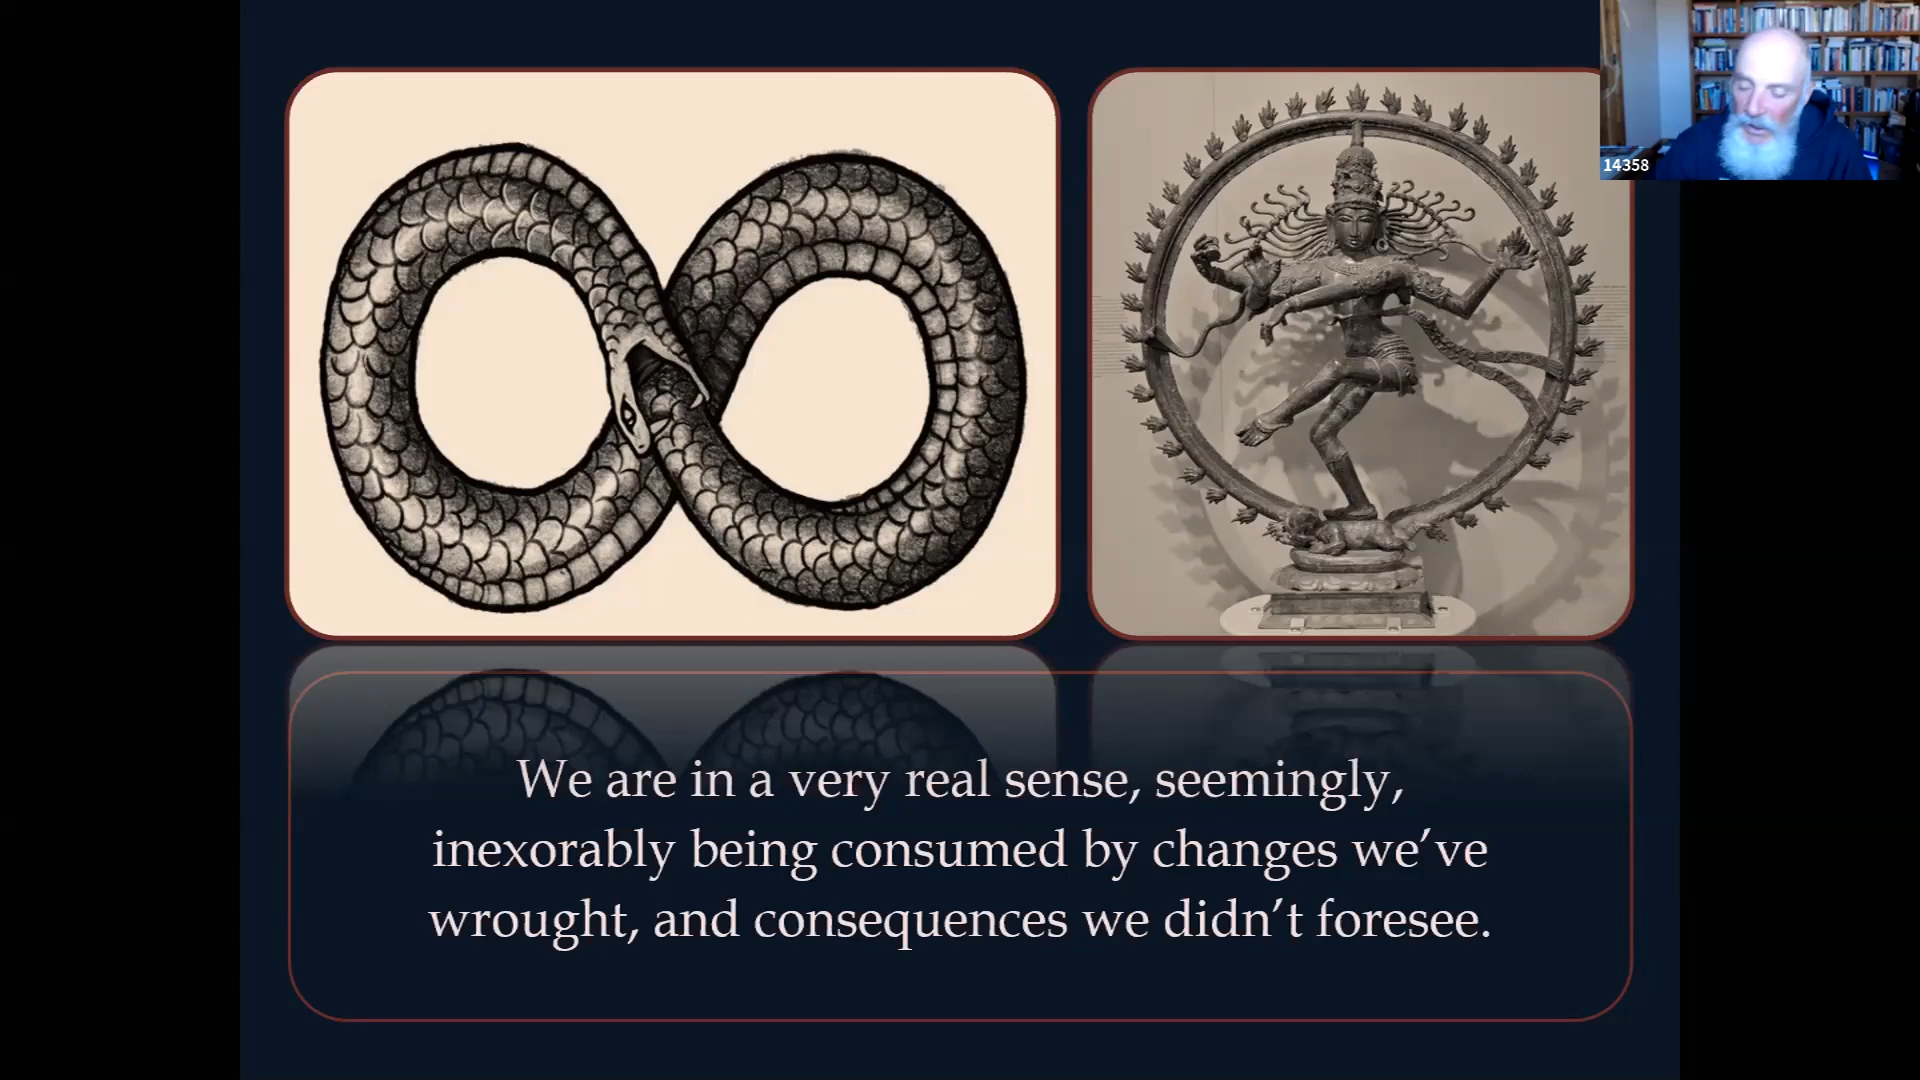 14358
We are in a very real sense, seemingly,
inexorably being consumed by changes we’ve
wrought, and consequences we didn’t foresee.